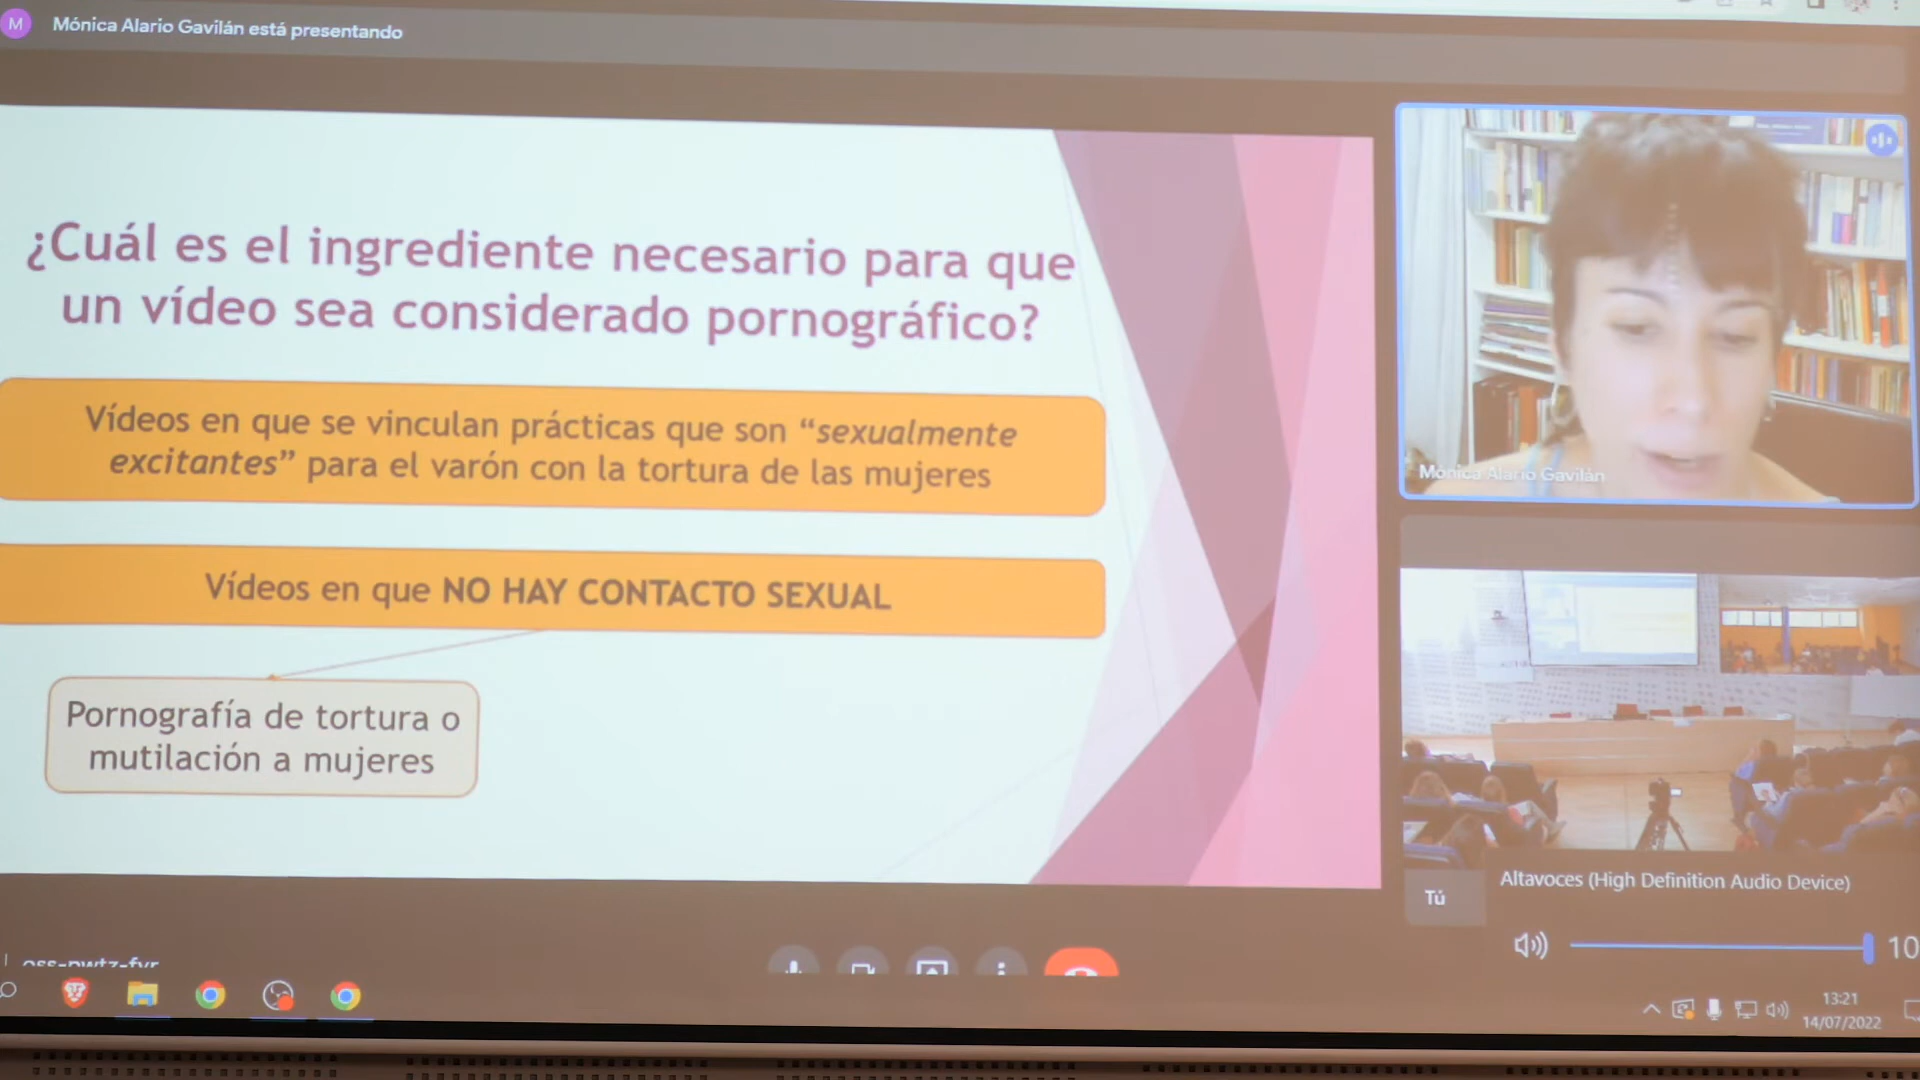 M
Mónica Alario Gavilán está presentando
¿Cuál es el ingrediente necesario para que
un vídeo sea considerado pornográfico?
Vídeos en que se vinculan prácticas que son “sexualmente
excitantes” para el varón con la tortura de las mujeres
Vídeos en que NO HAY CONTACTO SEXUAL
Pornografía de tortura o
mutilación a mujeres
Mónica Alario Gavilán
Altavoces (High Definition Audio Device)
Tú
10
13:21
14/07/2022